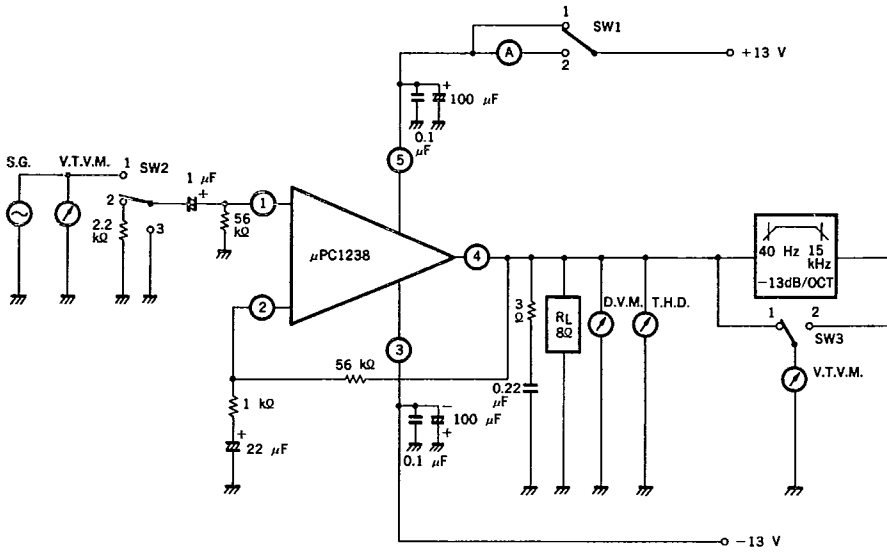 1
SW1
A
2
+13 V
+
100 μF
0.1
μF
5
S.G.
V.T.V.M.
1
SW2
2
3
2.2
kΩ
1 μF
+
1
56
kΩ
μPC1238
4
2
3
40 Hz 15
kHz
−13dB/OCT
3
Ω
RL
8Ω
D.V.M.
T.H.D.
1
2
SW3
V.T.V.M.
56 kΩ
0.22
μF
1 kΩ
+
22 μF
−
100 μF
+
0.1 μF
−13 V